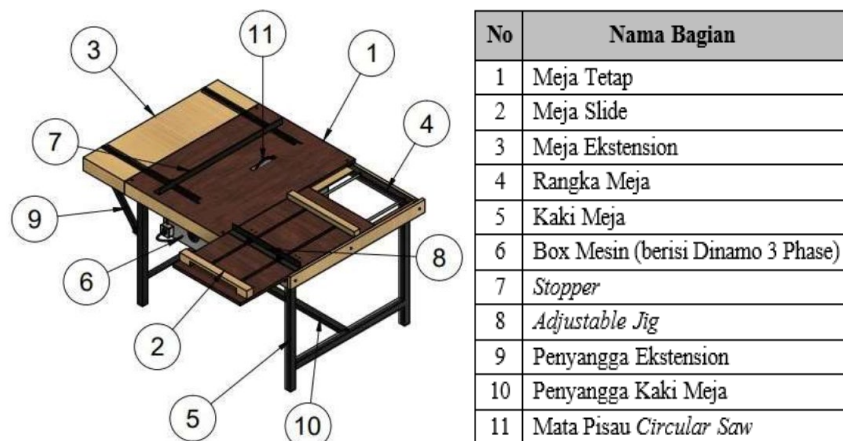 11
1
3
4
7
9
6
8
2
5
10
No Nama Bagian
1 Meja Tetap
2 Meja Slide
3 Meja Ekstension
4 Rangka Meja
5 Kaki Meja
6 Box Mesin (berisi Dinamo 3 Phase)
7 Stopper
8 Adjustable Jig
9 Penyangga Ekstension
10 Penyangga Kaki Meja
11 Mata Pisau Circular Saw